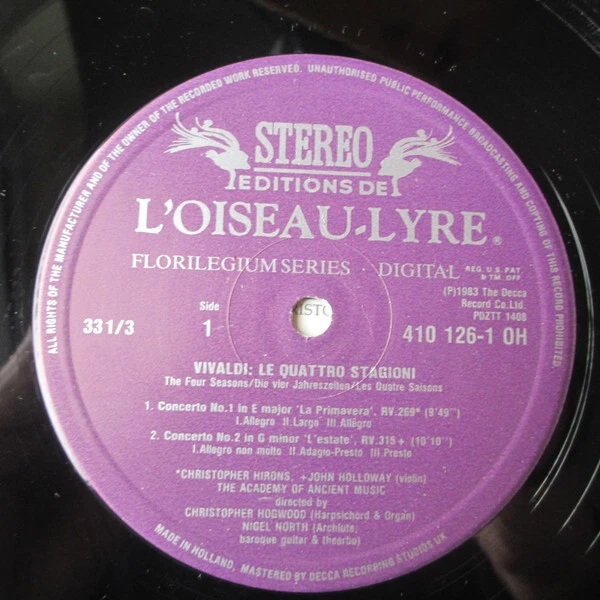 ALL RIGHTS OF THE MANUFACTURER AND OF THE OWNER OF THE RECORDED WORK RESERVED. UNAUTHORISED PUBLIC PERFORMANCE BROADCASTING AND COPYING OF THIS RECORD PROHIBITED
STEREO
EDITIONS DE
L'OISEAU-LYRE®
FLORILEGIUM SERIES · DIGITAL REG. U.S. PAT. & TM. OFF
(P)1983 The Decca
Record Co.Ltd.
PDZTT 1408
33 1/3
Side
1
RISTO
410 126-1 OH
VIVALDI: LE QUATTRO STAGIONI
The Four Seasons/Die vier Jahreszeiten/Les Quatre Saisons
1. Concerto No.1 in E major 'La Primavera', RV.269* (9'49'')
I.Allegro II.Largo III.Allegro
2. Concerto No.2 in G minor 'L'estate', RV.315+ (10'10'')
I.Allegro non molto II.Adagio-Presto III.Presto
*CHRISTOPHER HIRONS, +JOHN HOLLOWAY (violin)
THE ACADEMY OF ANCIENT MUSIC
directed by
CHRISTOPHER HOGWOOD (Harpsichord & Organ)
NIGEL NORTH (Archlute,
baroque guitar & theorbo)
MADE IN HOLLAND, MASTERED BY DECCA RECORDING STUDIOS UK